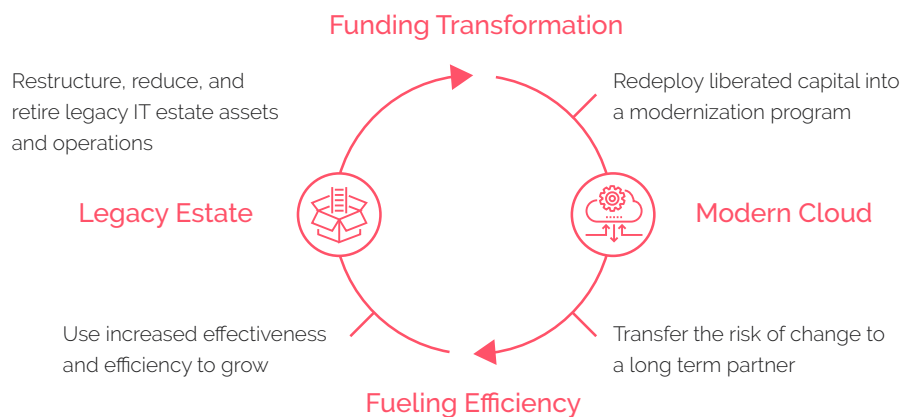 Funding Transformation
Restructure, reduce, and
retire legacy IT estate assets
and operations
Redeploy liberated capital into
a modernization program
Legacy Estate
Modern Cloud
Use increased effectiveness
and efficiency to grow
Transfer the risk of change to
a long term partner
Fueling Efficiency